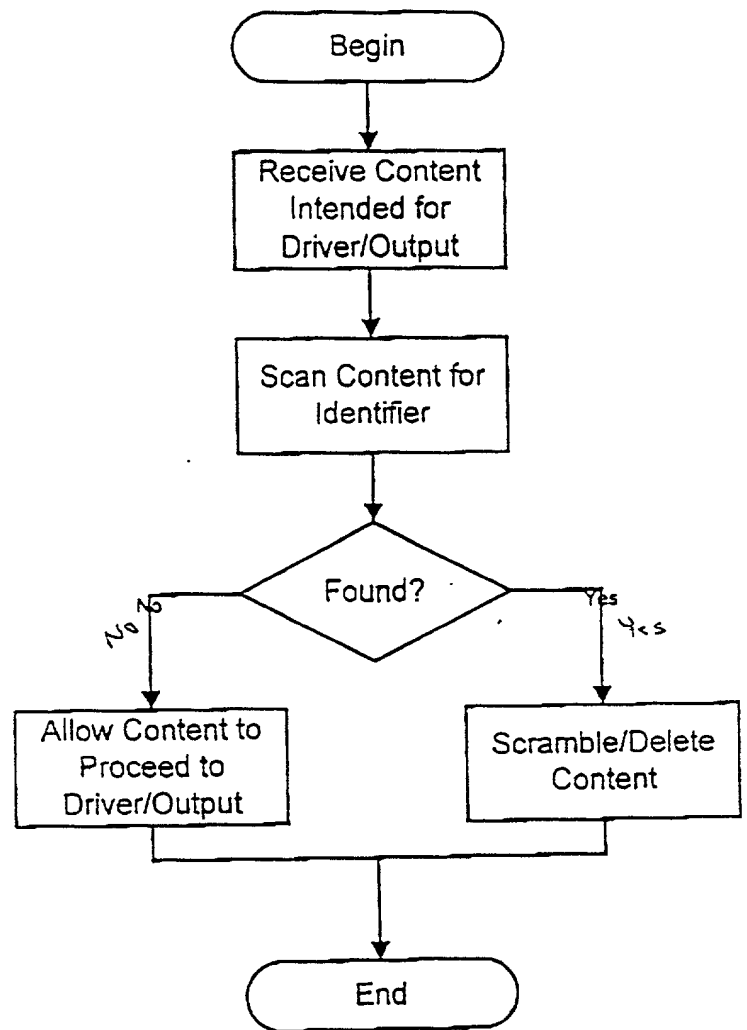 Begin
Receive Content
Intended for
Driver/Output
Scan Content for
Identifier
Found?
No
No
Yes
Yes
Allow Content to
Proceed to
Driver/Output
Scramble/Delete
Content
End